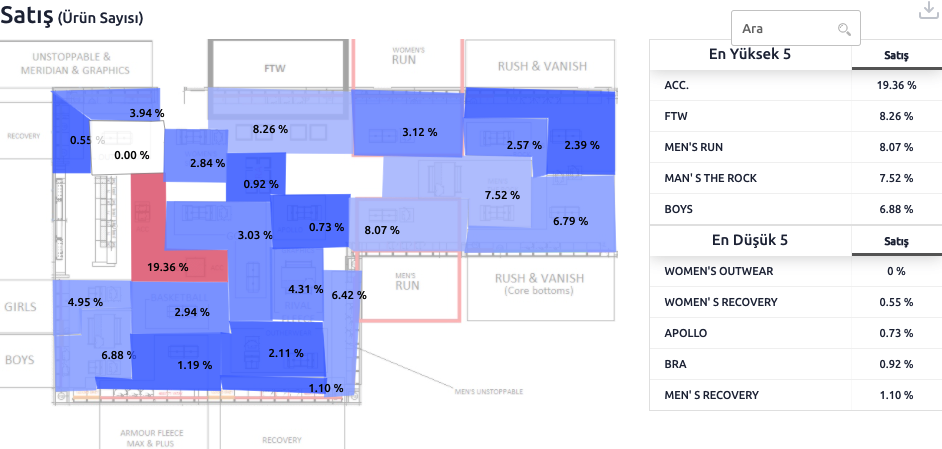 Satış (Ürün Sayısı)
Ara
UNSTOPPABLE &
MERIDIAN & GRAPHICS
FTW
WOMEN'S
RUN
RUSH & VANISH
RECOVERY
3.94 %
0.55 %
0.00 %
8.26 %
3.12 %
2.57 %
2.39 %
2.84 %
0.92 %
7.52 %
3.03 %
0.73 %
8.07 %
6.79 %
19.36 %
GIRLS
4.95 %
2.94 %
4.31 %
6.42 %
MEN'S
RUN
RUSH & VANISH
(Core bottoms)
BOYS
6.88 %
1.19 %
2.11 %
1.10 %
MEN'S UNSTOPPABLE
ARMOUR FLEECE
MAX & PLUS
RECOVERY
En Yüksek 5 Satış
ACC. 19.36 %
FTW 8.26 %
MEN'S RUN 8.07 %
MAN' S THE ROCK 7.52 %
BOYS 6.88 %
En Düşük 5 Satış
WOMEN'S OUTWEAR 0 %
WOMEN' S RECOVERY 0.55 %
APOLLO 0.73 %
BRA 0.92 %
MEN' S RECOVERY 1.10 %